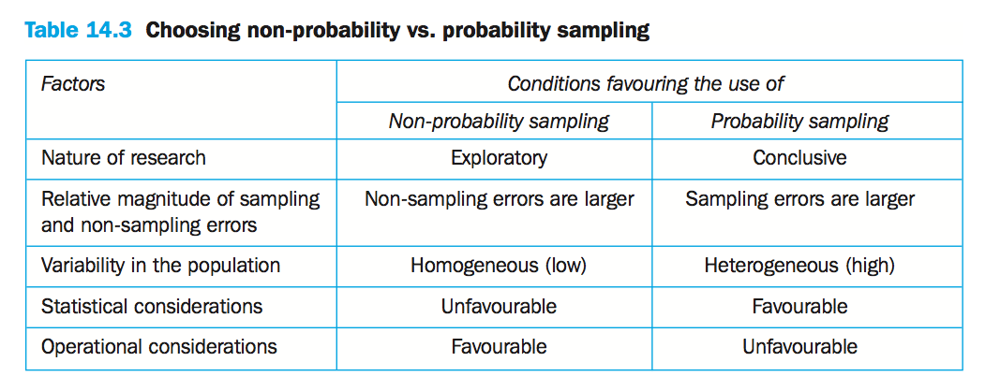 Table 14.3 Choosing non-probability vs. probability sampling
Factors
Conditions favouring the use of
Non-probability sampling
Probability sampling
Nature of research
Exploratory
Conclusive
Relative magnitude of sampling
and non-sampling errors
Non-sampling errors are larger
Sampling errors are larger
Variability in the population
Homogeneous (low)
Heterogeneous (high)
Statistical considerations
Unfavourable
Favourable
Operational considerations
Favourable
Unfavourable